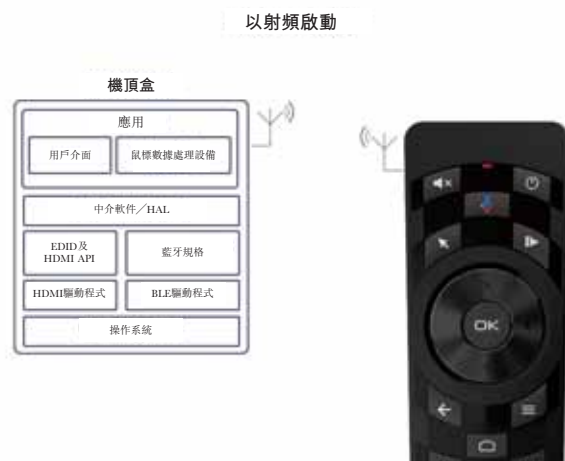 以射頻啟動
機頂盒
應用
用戶介面
鼠標數據處理設備
中介軟件／HAL
EDID及
HDMI API
藍牙規格
HDMI驅動程式
BLE驅動程式
操作系統
OK